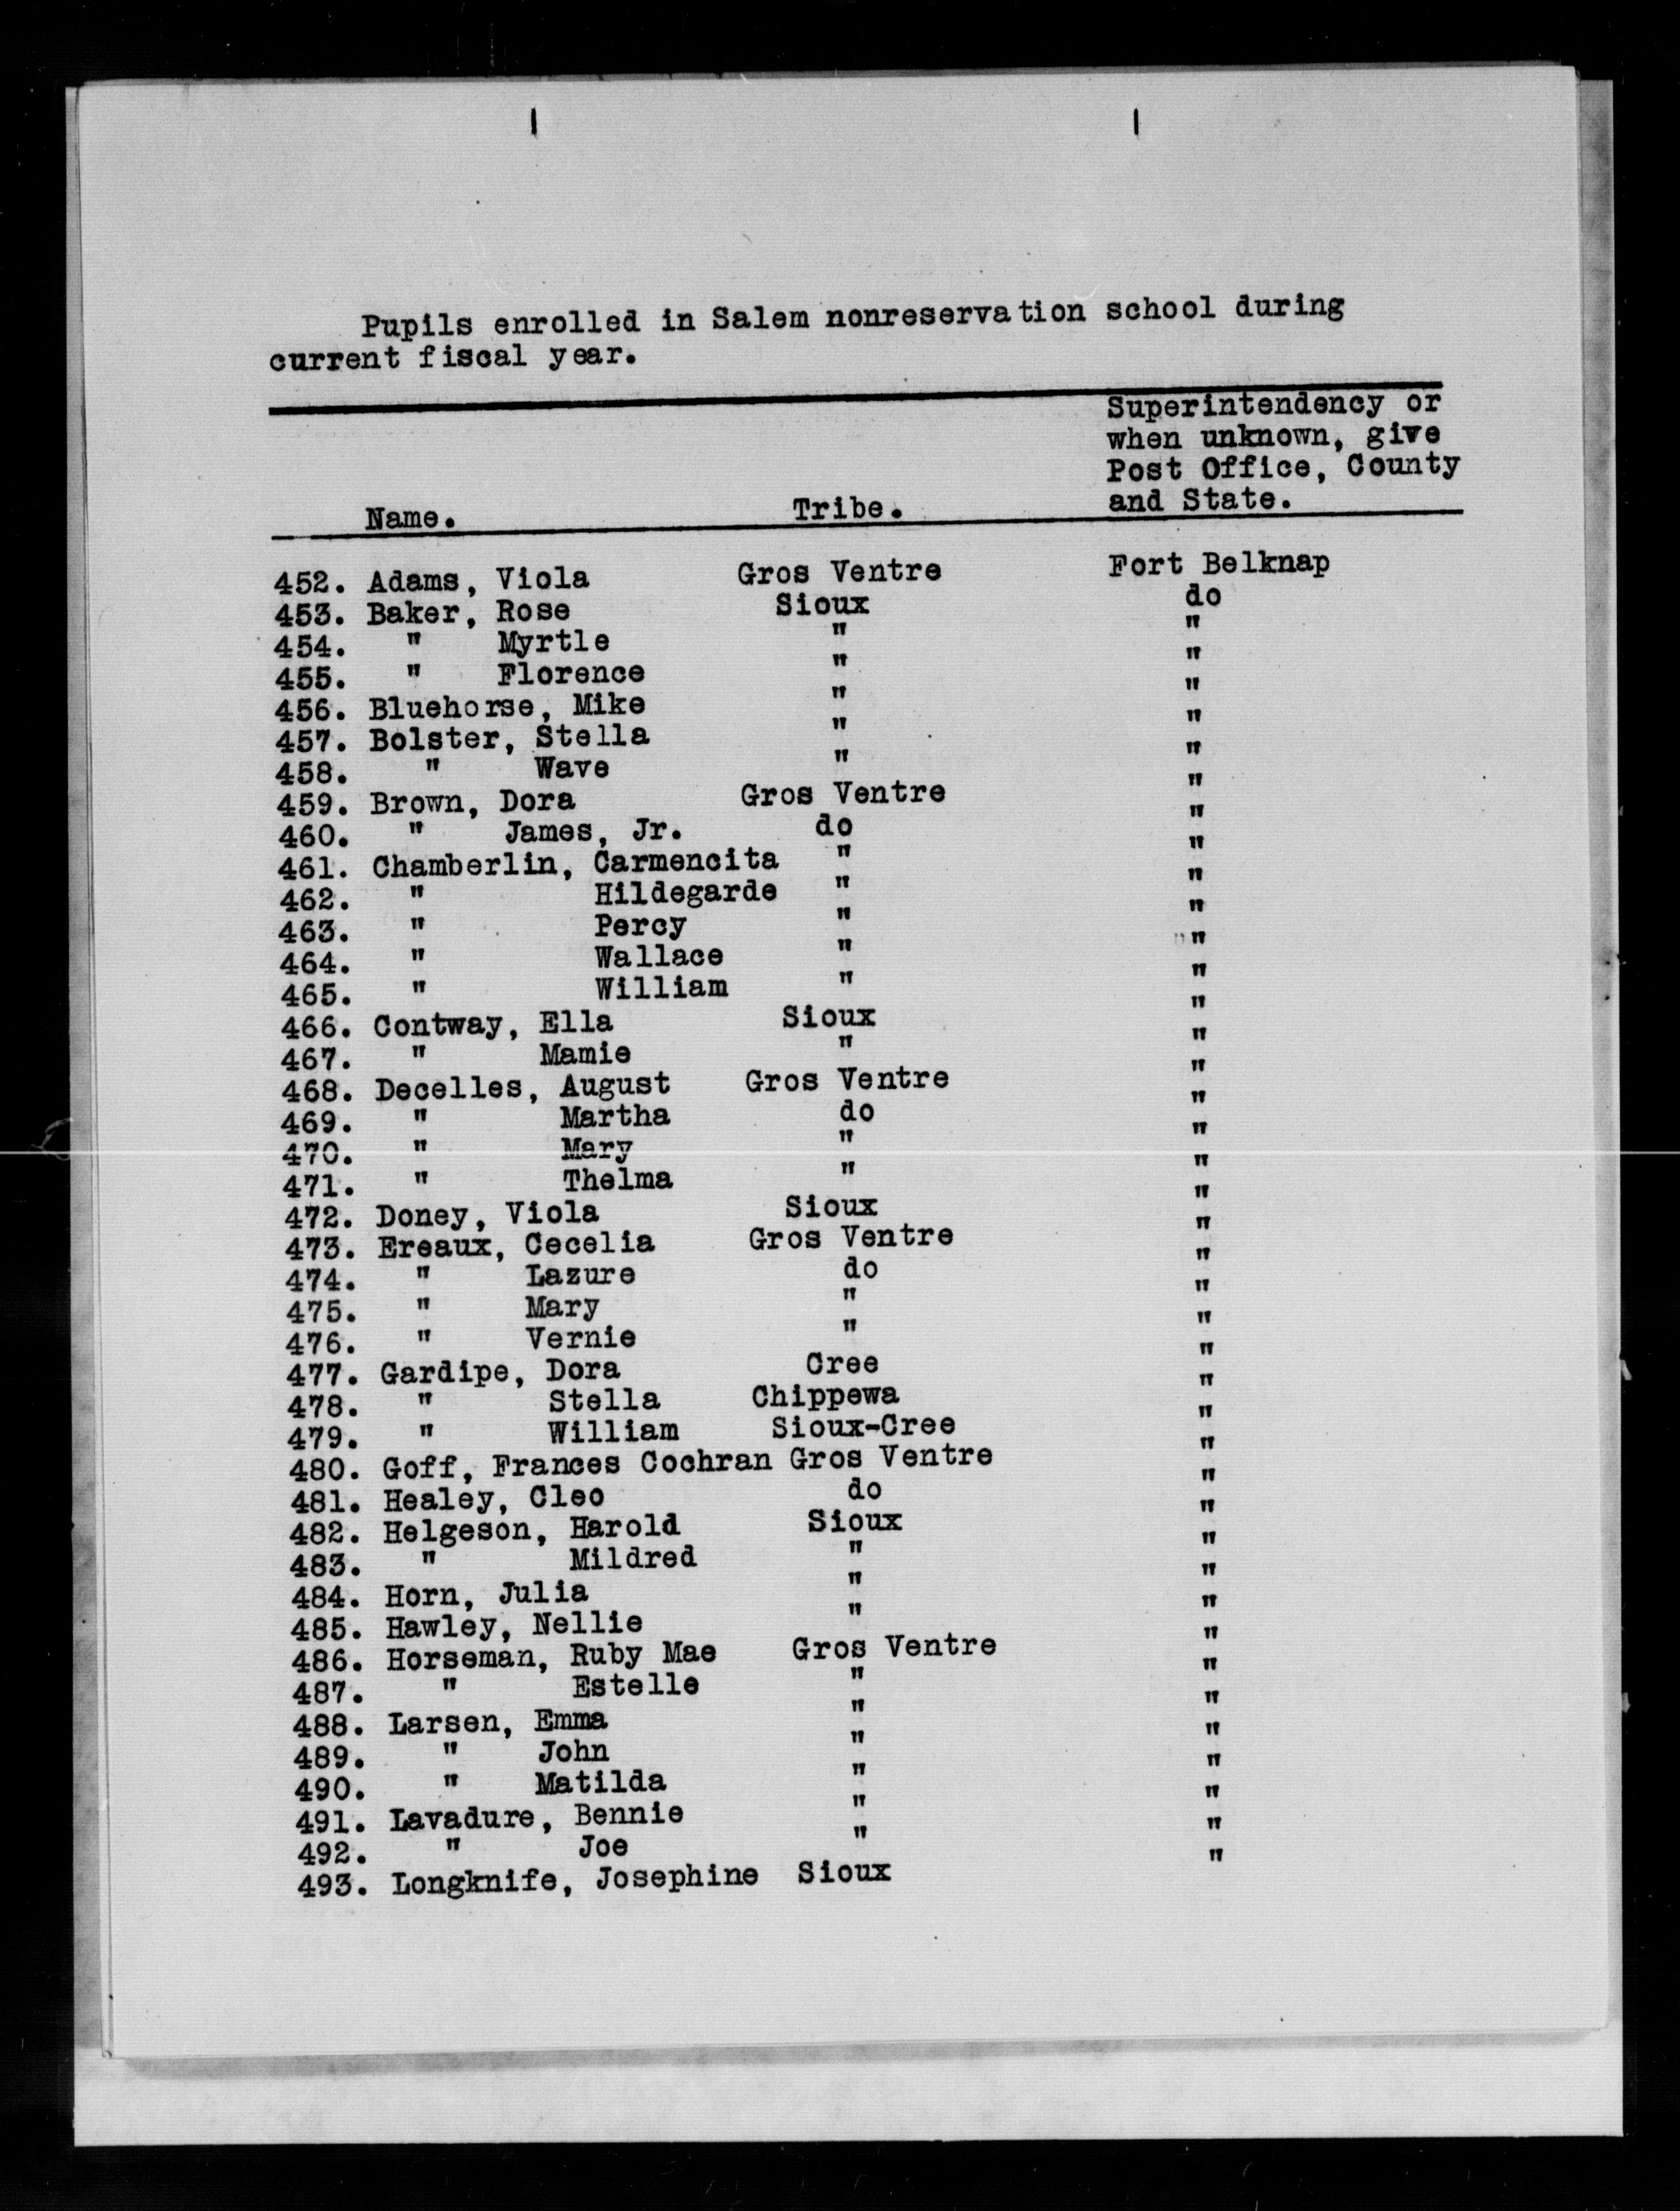 Pupils enrolled in Salem nonreservation school during
current fiscal year.
Superintendency or
when unknown, give
Post Office, County
Name. Tribe. and State.
452. Adams, Viola Gros Ventre Fort Belknap
453. Baker, Rose Sioux do
454. " Myrtle " "
455. " Florence " "
456. Bluehorse, Mike " "
457. Bolster, Stella " "
458. " Wave " "
459. Brown, Dora Gros Ventre "
460. " James, Jr. do "
461. Chamberlin, Carmencita " "
462. " Hildegarde " "
463. " Percy " "
464. " Wallace " "
465. " William " "
466. Contway, Ella Sioux "
467. " Mamie " "
468. Decelles, August Gros Ventre "
469. " Martha do "
470. " Mary " "
471. " Thelma " "
472. Doney, Viola Sioux "
473. Ereaux, Cecelia Gros Ventre "
474. " Lazure do "
475. " Mary " "
476. " Vernie " "
477. Gardipe, Dora Cree "
478. " Stella Chippewa "
479. " William Sioux-Cree "
480. Goff, Frances Cochran Gros Ventre "
481. Healey, Cleo do "
482. Helgeson, Harold Sioux "
483. " Mildred " "
484. Horn, Julia " "
485. Hawley, Nellie " "
486. Horseman, Ruby Mae Gros Ventre "
487. " Estelle " "
488. Larsen, Emma " "
489. " John " "
490. " Matilda " "
491. Lavadure, Bennie " "
492. " Joe " "
493. Longknife, Josephine Sioux "